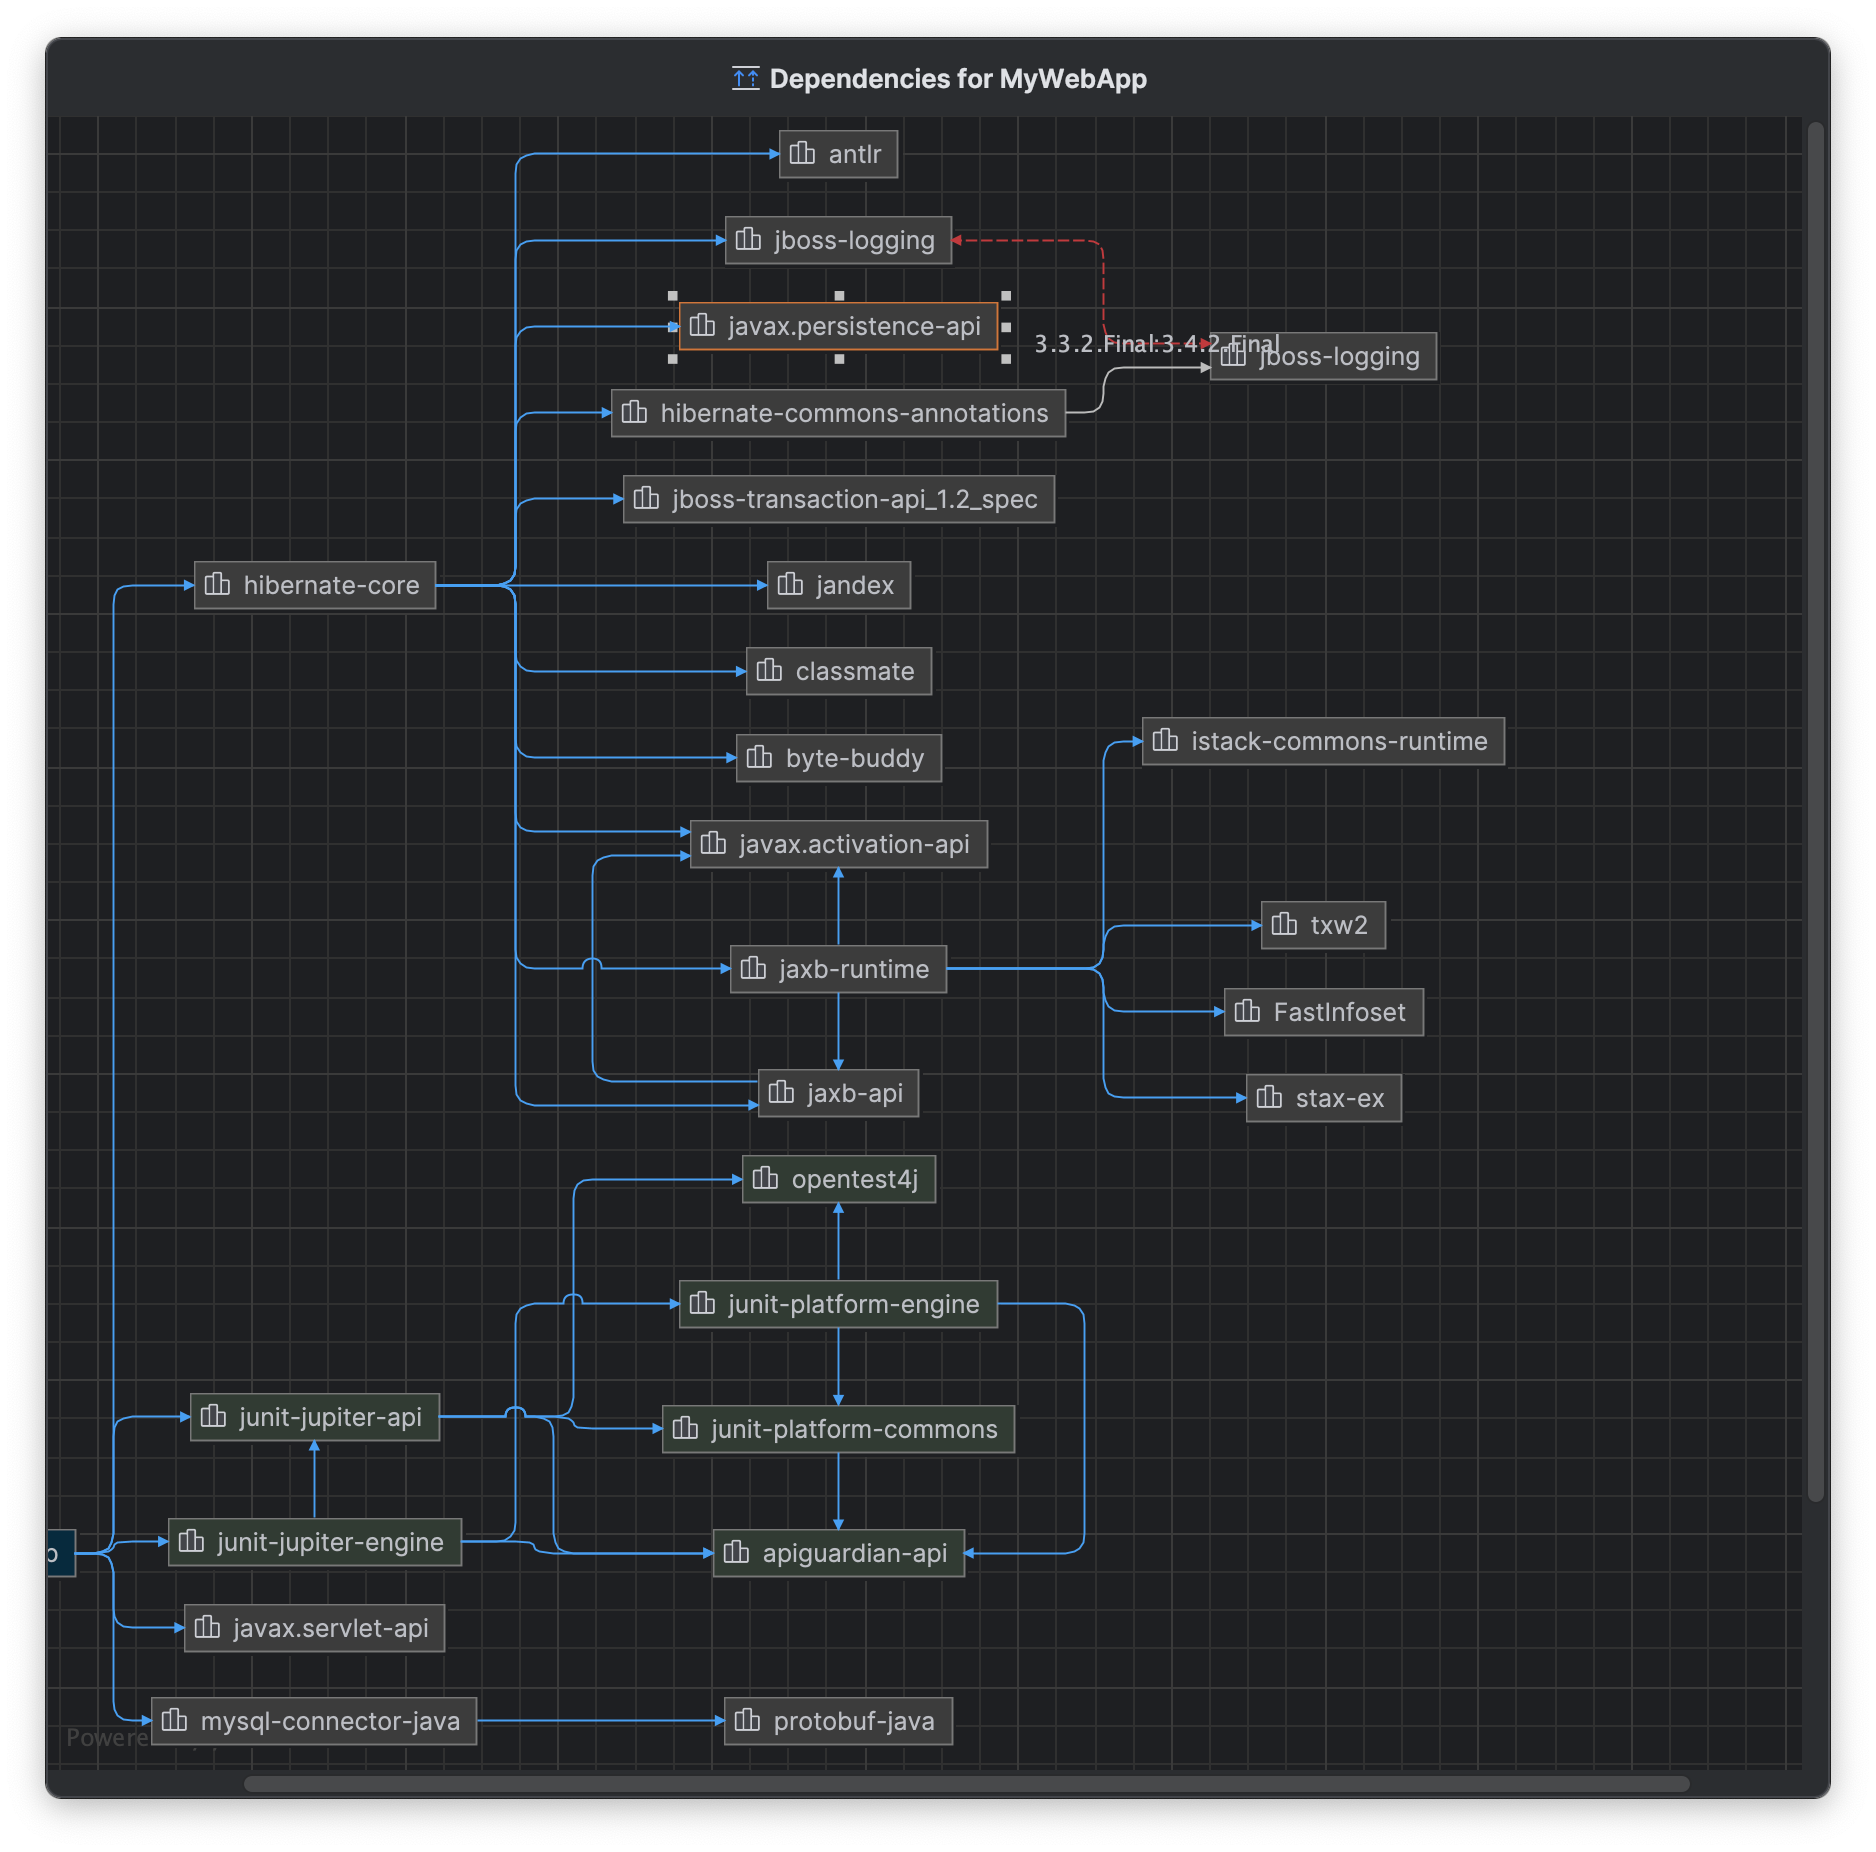 Dependencies for MyWebApp
antlr
jboss-logging
javax.persistence-api
3.3.2.Final:3.4.2.Final
jboss-logging
hibernate-commons-annotations
jboss-transaction-api_1.2_spec
hibernate-core
jandex
classmate
istack-commons-runtime
byte-buddy
javax.activation-api
txw2
jaxb-runtime
FastInfoset
jaxb-api
stax-ex
opentest4j
junit-platform-engine
junit-jupiter-api
junit-platform-commons
junit-jupiter-engine
apiguardian-api
javax.servlet-api
mysql-connector-java
protobuf-java